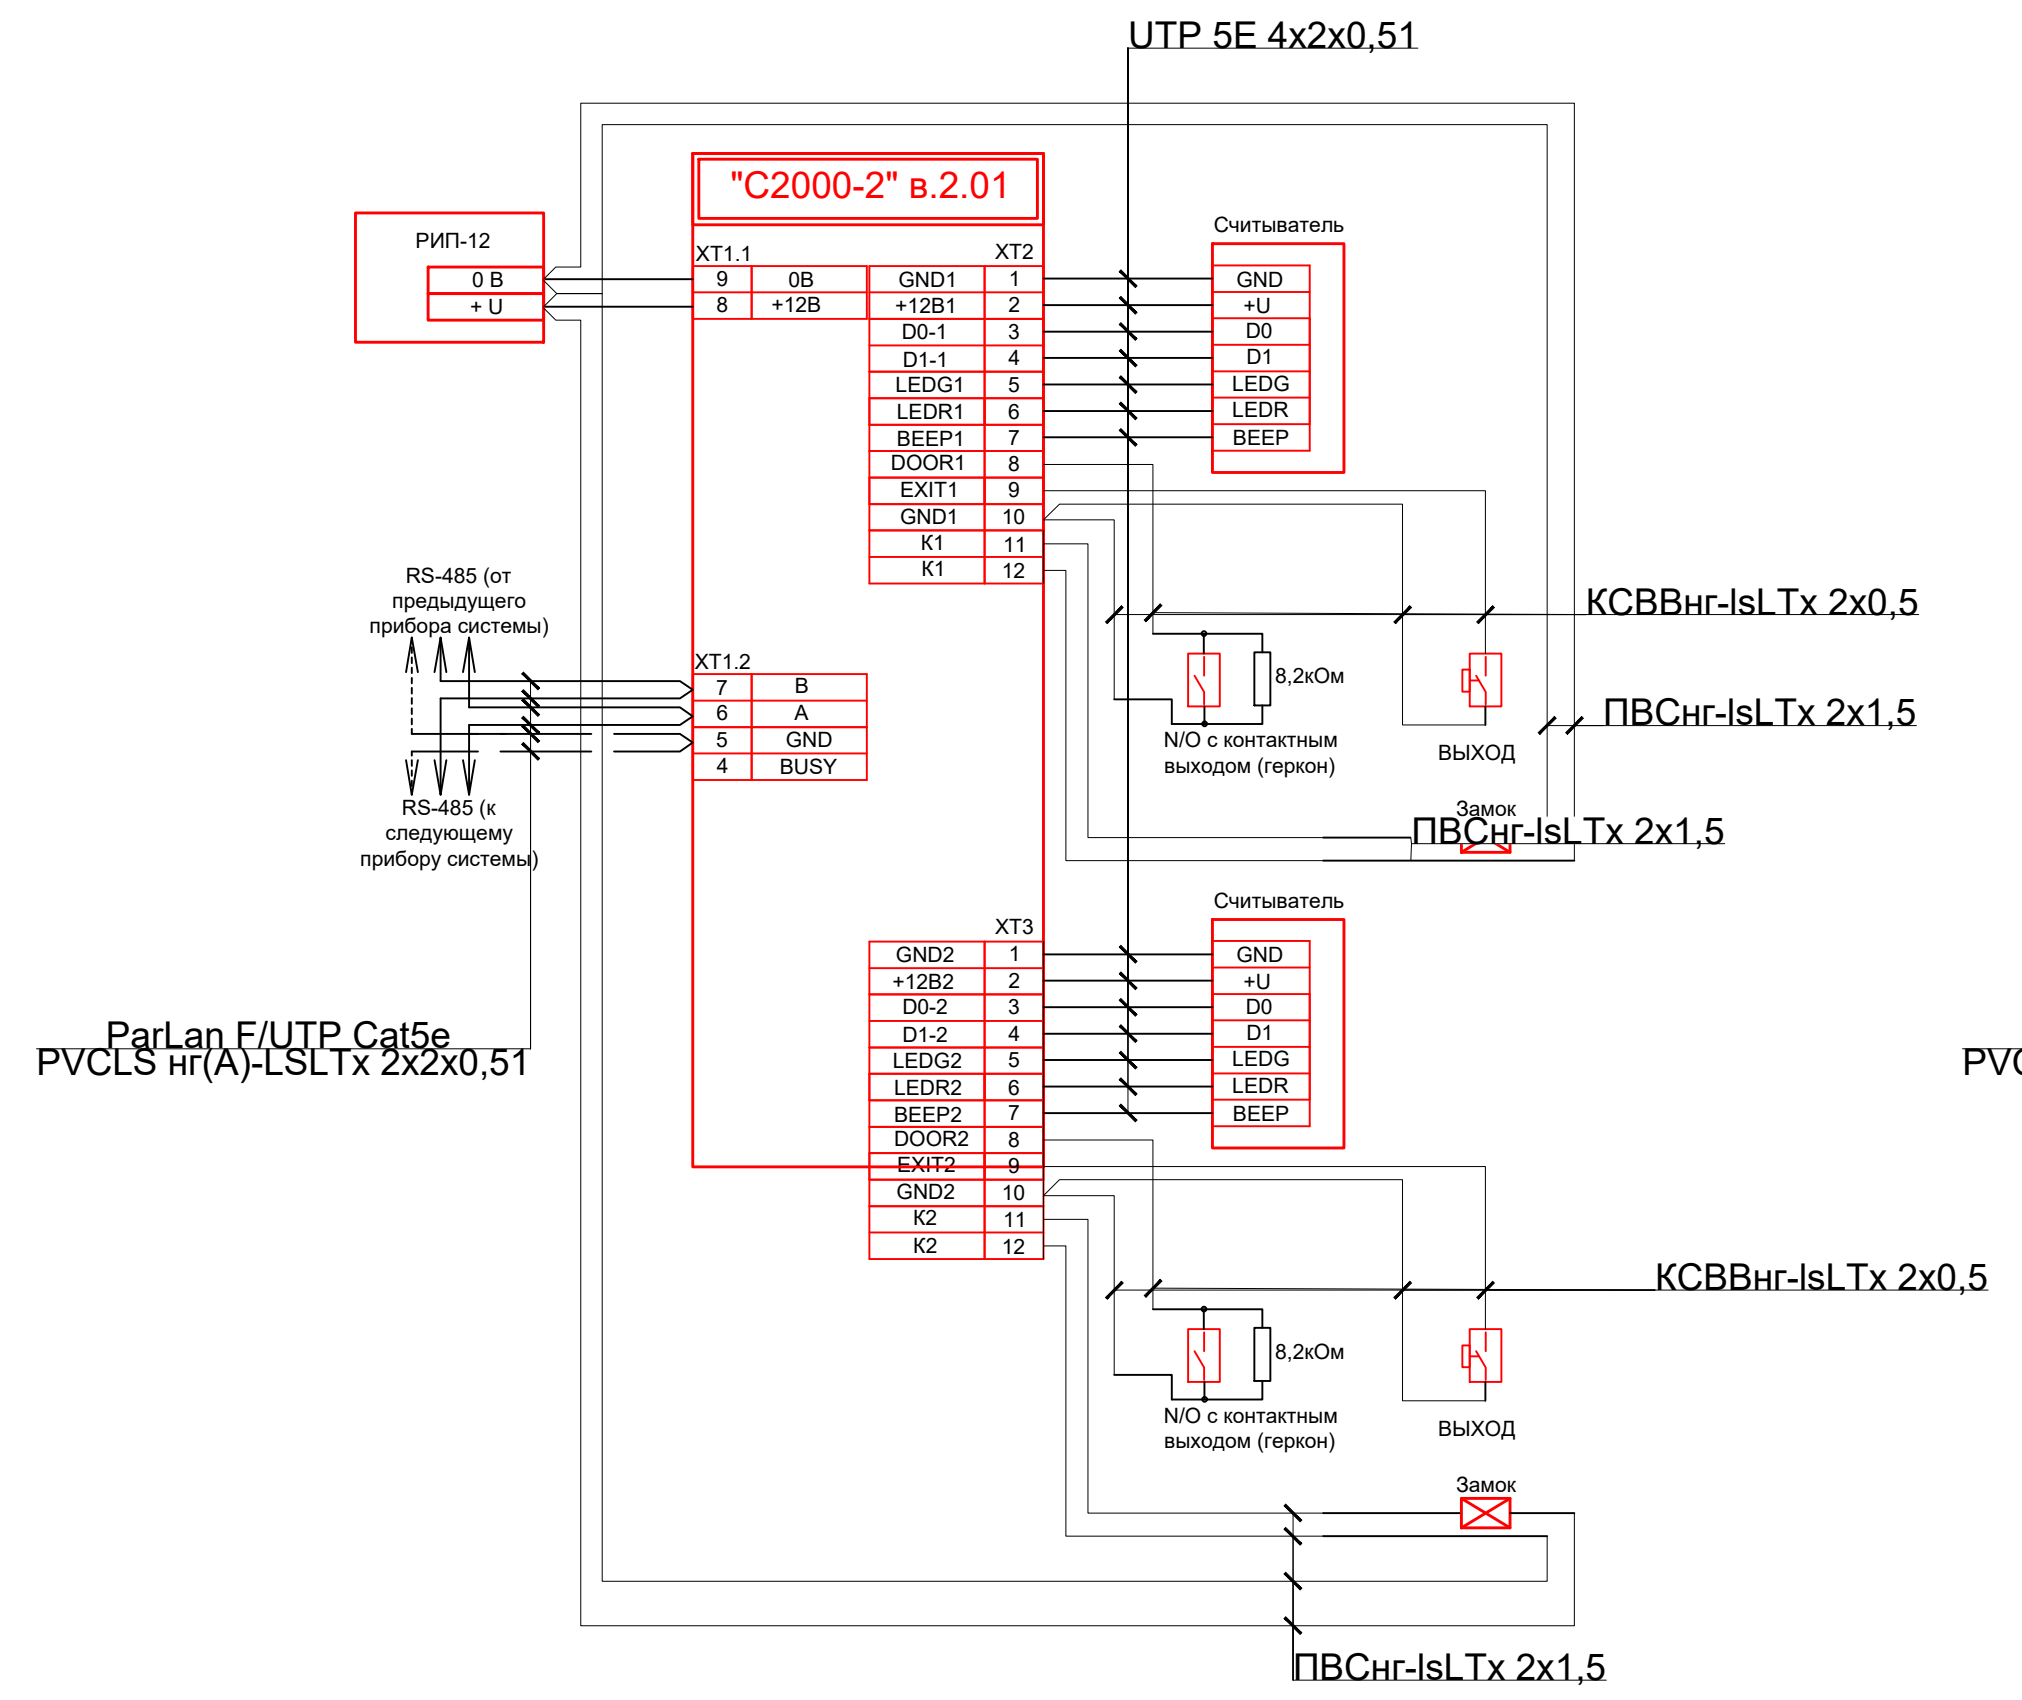 UTP 5E 4x2x0,51
"С2000-2" в.2.01
РИП-12
0 В
+ U
XT1.1
9 0В
8 +12В
XT2
GND1 1
+12В1 2
D0-1 3
D1-1 4
LEDG1 5
LEDR1 6
BEEP1 7
DOOR1 8
EXIT1 9
GND1 10
К1 11
К1 12
Считыватель
GND
+U
D0
D1
LEDG
LEDR
BEEP
КСВВнг-lsLTx 2x0,5
8,2кОм
N/O с контактным
выходом (геркон)
ВЫХОД
ПВСнг-lsLTx 2x1,5
Замок
ПВСнг-lsLTx 2x1,5
RS-485 (от
предыдущего
прибора системы)
XT1.2
7 B
6 A
5 GND
4 BUSY
RS-485 (к
следующему
прибору системы)
ParLan F/UTP Cat5e
PVCLS нг(А)-LSLTx 2x2x0,51
XT3
GND2 1
+12В2 2
D0-2 3
D1-2 4
LEDG2 5
LEDR2 6
BEEP2 7
DOOR2 8
EXIT2 9
GND2 10
К2 11
К2 12
Считыватель
GND
+U
D0
D1
LEDG
LEDR
BEEP
КСВВнг-lsLTx 2x0,5
8,2кОм
N/O с контактным
выходом (геркон)
ВЫХОД
Замок
ПВСнг-lsLTx 2x1,5